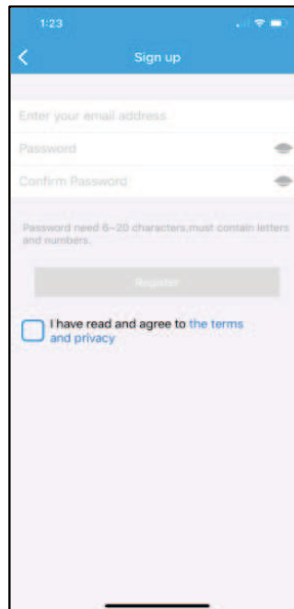 1:23
Sign up
Enter your email address
Password
Confirm Password
Password need 6-20 characters,must contain letters
and numbers.
Register
I have read and agree to the terms
and privacy